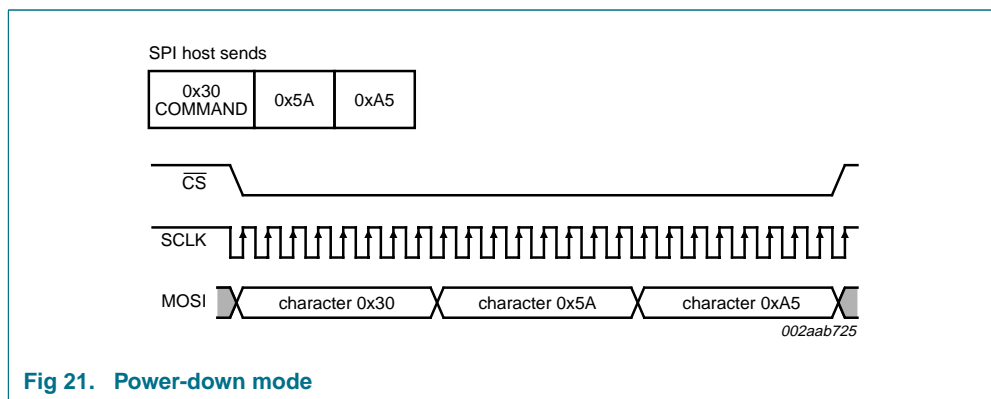 SPI host sends
0x30
COMMAND
0x5A
0xA5
CS
SCLK
MOSI
character 0x30
character 0x5A
character 0xA5
002aab725
Fig 21. Power-down mode